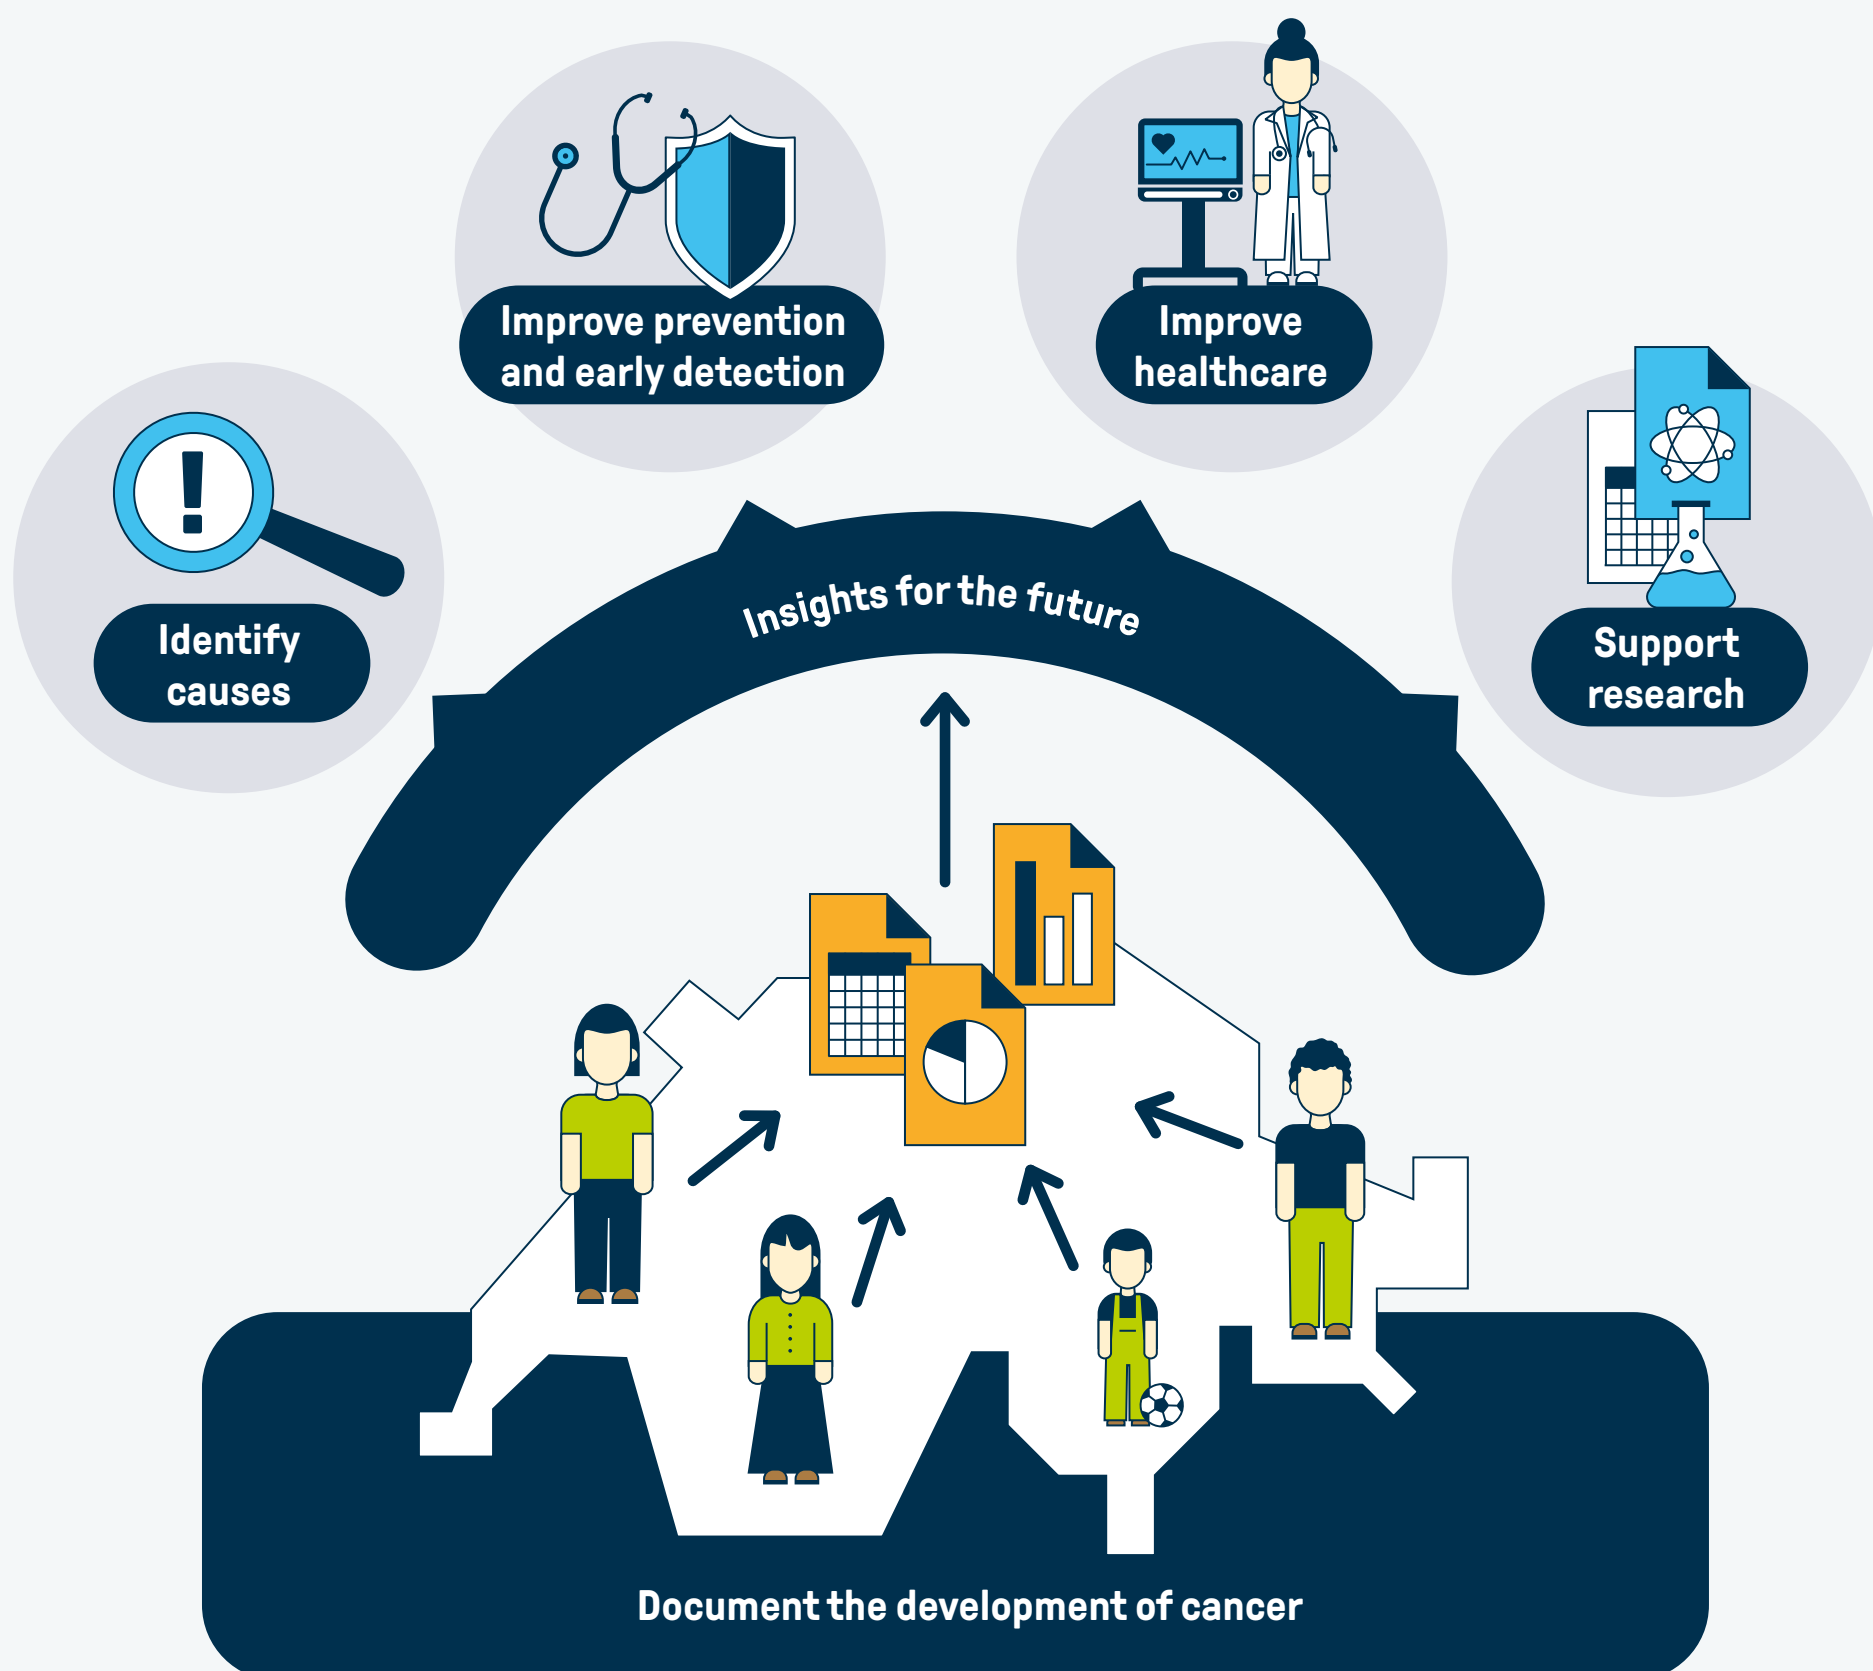 Improve prevention
and early detection
Improve
healthcare
Identify
causes
Support
research
Insights for the future
Document the development of cancer